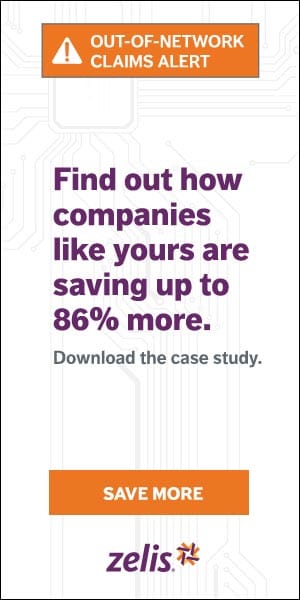 OUT-OF-NETWORK
CLAIMS ALERT
Find out how
companies
like yours are
saving up to
86% more.
Download the case study.
SAVE MORE
zelis®